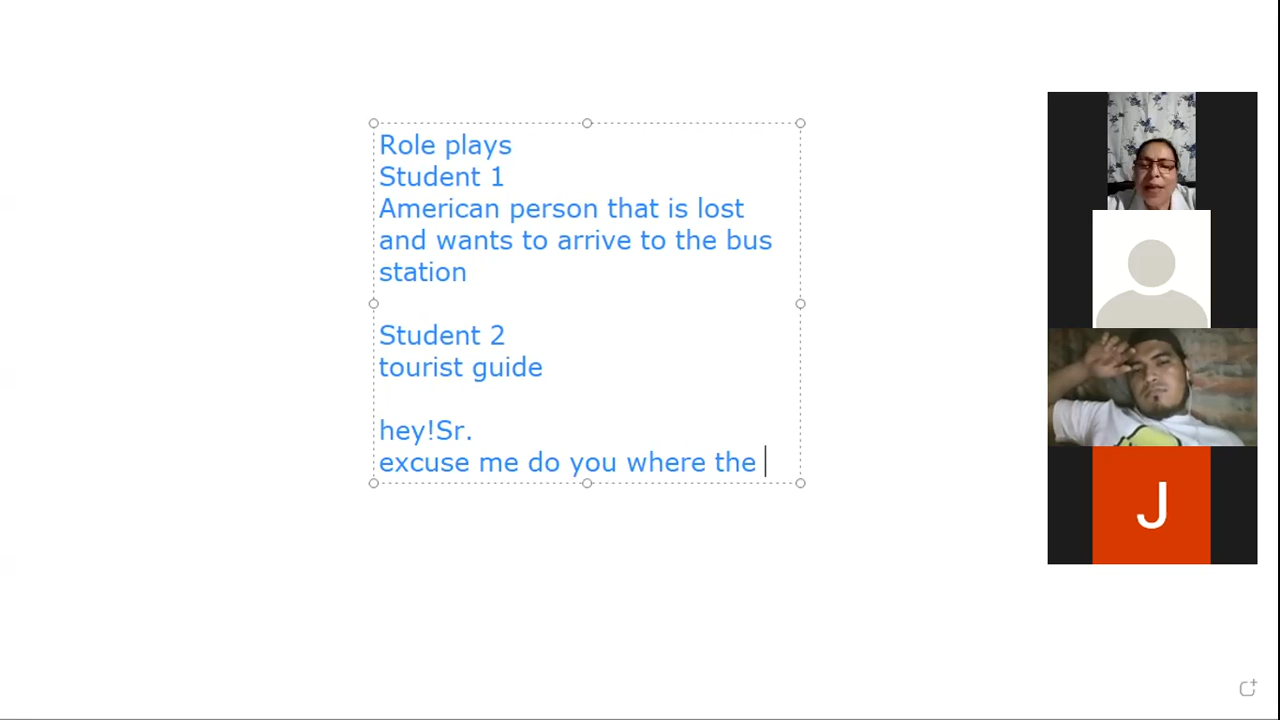 Role plays
Student 1
American person that is lost
and wants to arrive to the bus
station
Student 2
tourist guide
hey!Sr.
excuse me do you where the
J